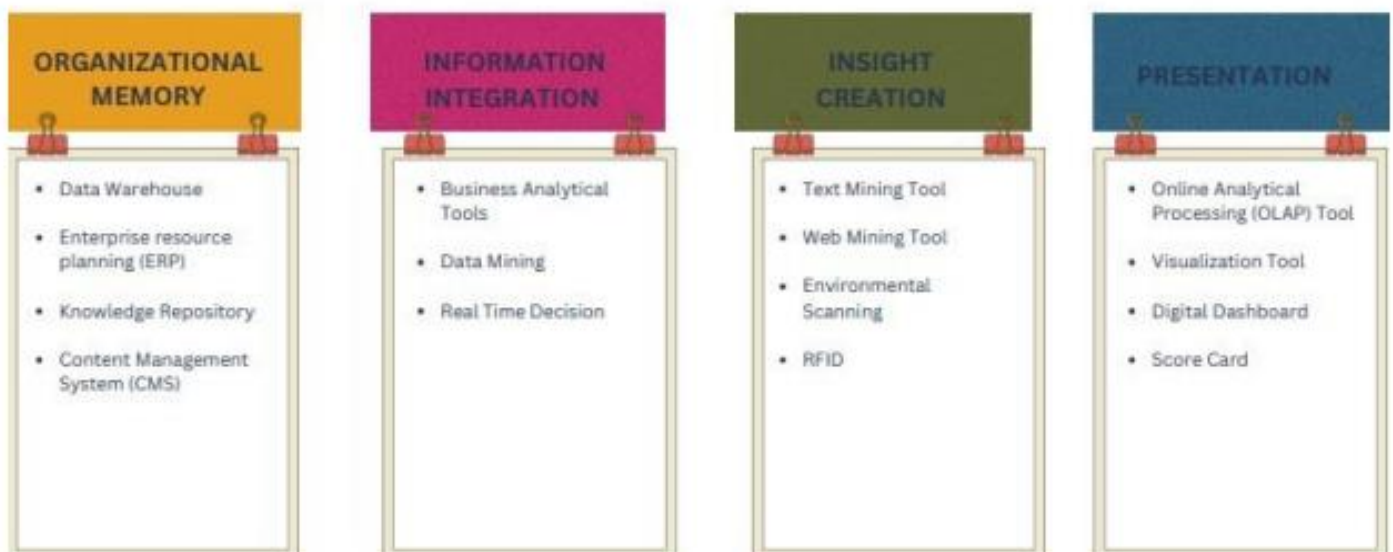 ORGANIZATIONAL
MEMORY
• Data Warehouse
• Enterprise resource
planning (ERP)
• Knowledge Repository
• Content Management
System (CMS)
INFORMATION
INTEGRATION
• Business Analytical
Tools
• Data Mining
• Real Time Decision
INSIGHT
CREATION
• Text Mining Tool
• Web Mining Tool
• Environmental
Scanning
• RFID
PRESENTATION
• Online Analytical
Processing (OLAP) Tool
• Visualization Tool
• Digital Dashboard
• Score Card